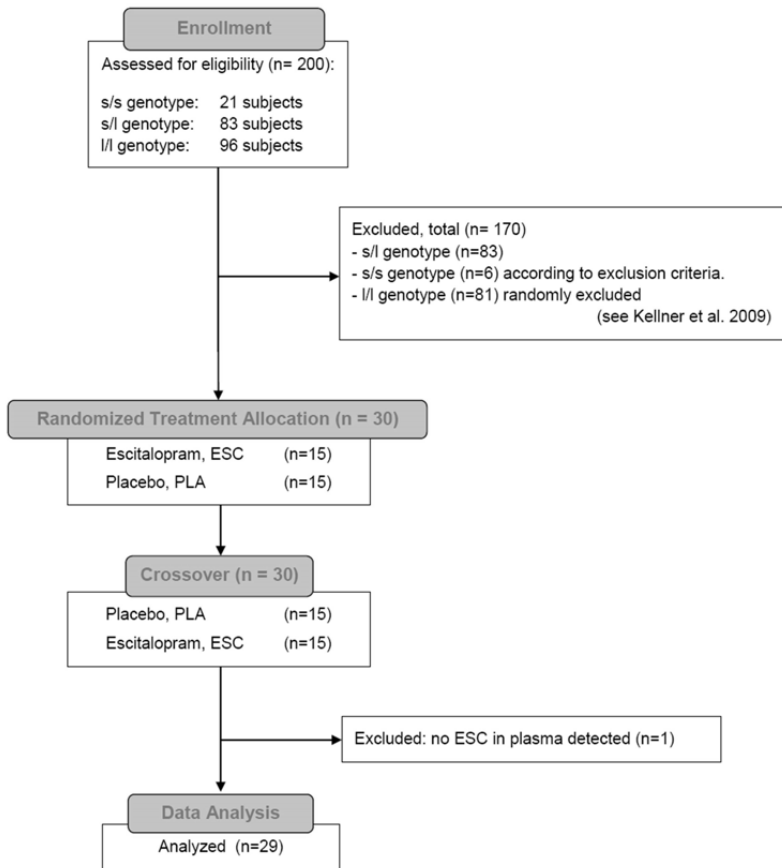 Enrollment
Assessed for eligibility (n= 200):
s/s genotype: 21 subjects
s/l genotype: 83 subjects
l/l genotype: 96 subjects
Excluded, total (n= 170)
- s/l genotype (n=83)
- s/s genotype (n=6) according to exclusion criteria.
- l/l genotype (n=81) randomly excluded
(see Kellner et al. 2009)
Randomized Treatment Allocation (n = 30)
Escitalopram, ESC (n=15)
Placebo, PLA (n=15)
Crossover (n = 30)
Placebo, PLA (n=15)
Escitalopram, ESC (n=15)
Excluded: no ESC in plasma detected (n=1)
Data Analysis
Analyzed (n=29)